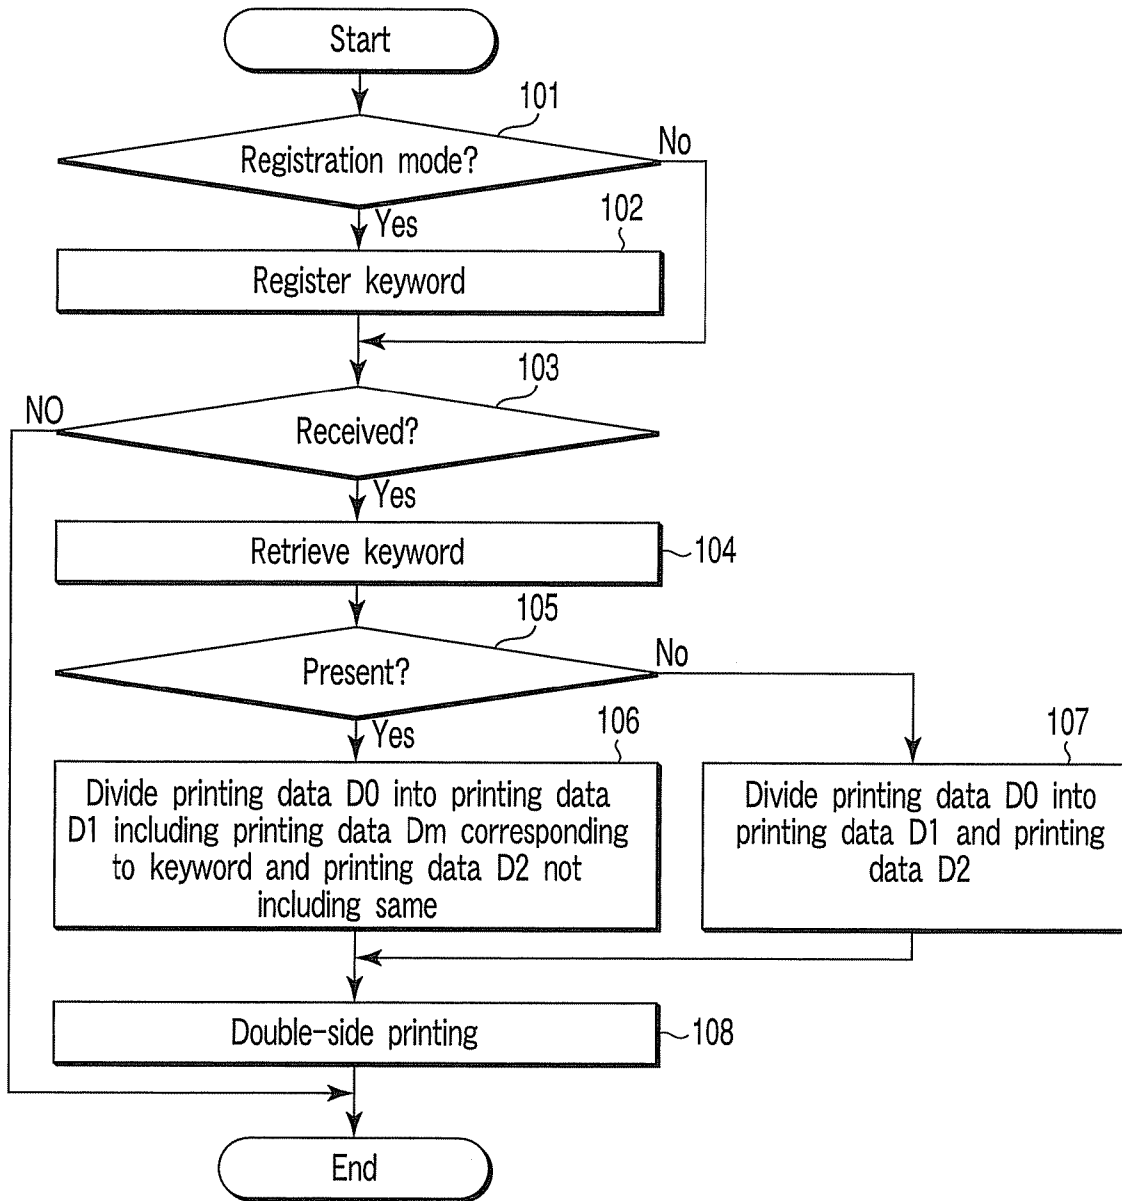 Start
101
Registration mode?
No
Yes
102
Register keyword
103
NO
Received?
Yes
Retrieve keyword
104
105
Present?
No
Yes
106
107
Divide printing data D0 into printing data
D1 including printing data Dm corresponding
to keyword and printing data D2 not
including same
Divide printing data D0 into
printing data D1 and printing
data D2
Double-side printing
108
End